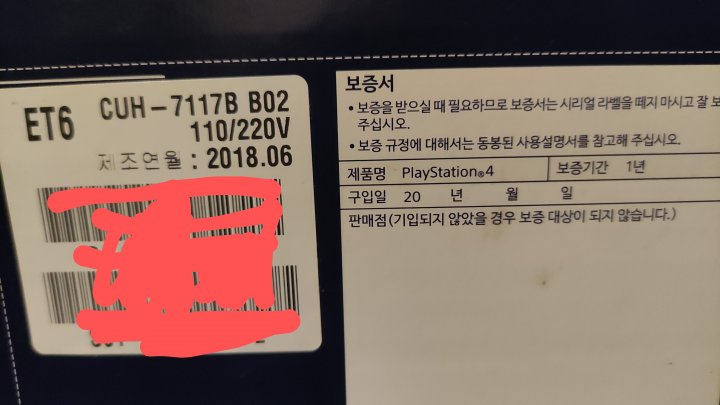 ET6
CUH-7117B B02
110/220V
제조연월 : 2018.06
보증서
• 보증을 받으실 때 필요하므로 보증서는 시리얼 라벨을 떼지 마시고 잘 보
주십시오.
• 보증 규정에 대해서는 동봉된 사용설명서를 참고해 주십시오.
제품명 PlayStation®4 보증기간 1년
구입일 20 년 월 일
판매점(기입되지 않았을 경우 보증 대상이 되지 않습니다.)